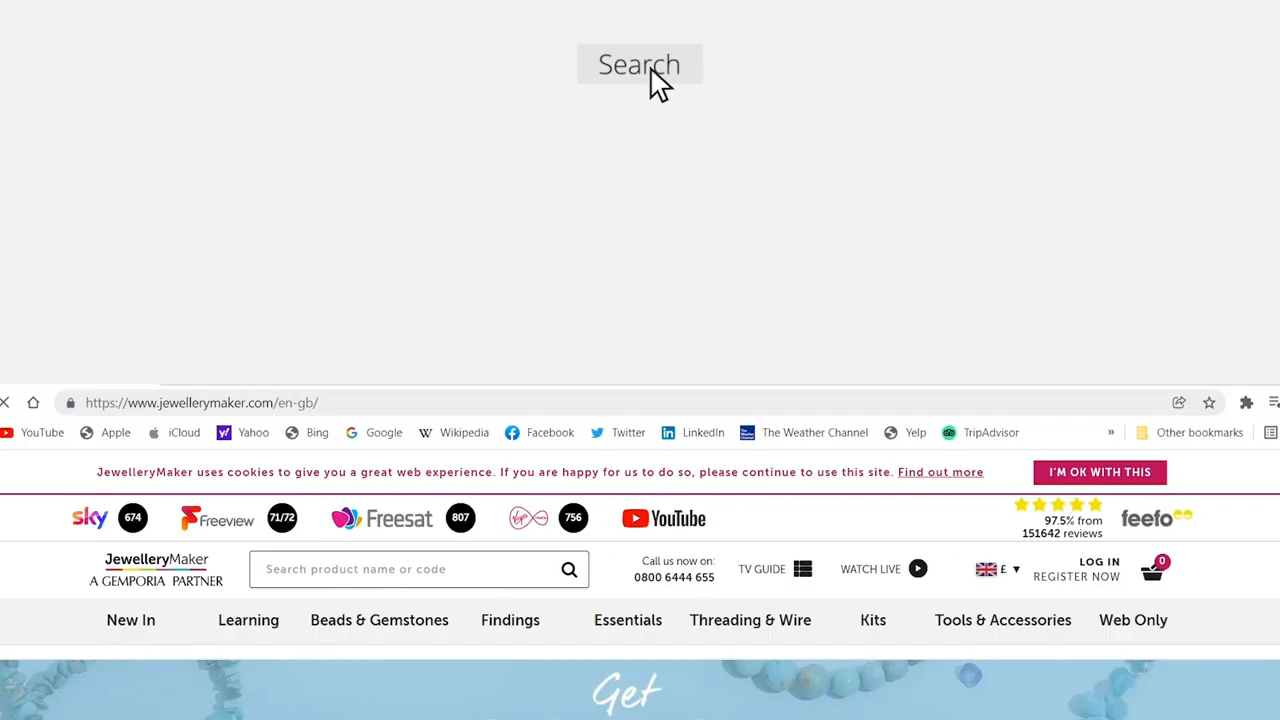 Search
https://www.jewellerymaker.com/en-gb/
YouTube Apple iCloud Yahoo Bing Google Wikipedia Facebook Twitter LinkedIn The Weather Channel Yelp TripAdvisor » Other bookmarks
JewelleryMaker uses cookies to give you a great web experience. If you are happy for us to do so, please continue to use this site. Find out more I'M OK WITH THIS
sky 674 Freeview 71/72 Freesat 807 Virgin media 756 YouTube 97.5% from 151642 reviews feefo
JewelleryMaker
A GEMPORIA PARTNER
Search product name or code
Call us now on:
0800 6444 655
TV GUIDE WATCH LIVE £ ▼
LOG IN
REGISTER NOW
0
New In Learning Beads & Gemstones Findings Essentials Threading & Wire Kits Tools & Accessories Web Only
Get